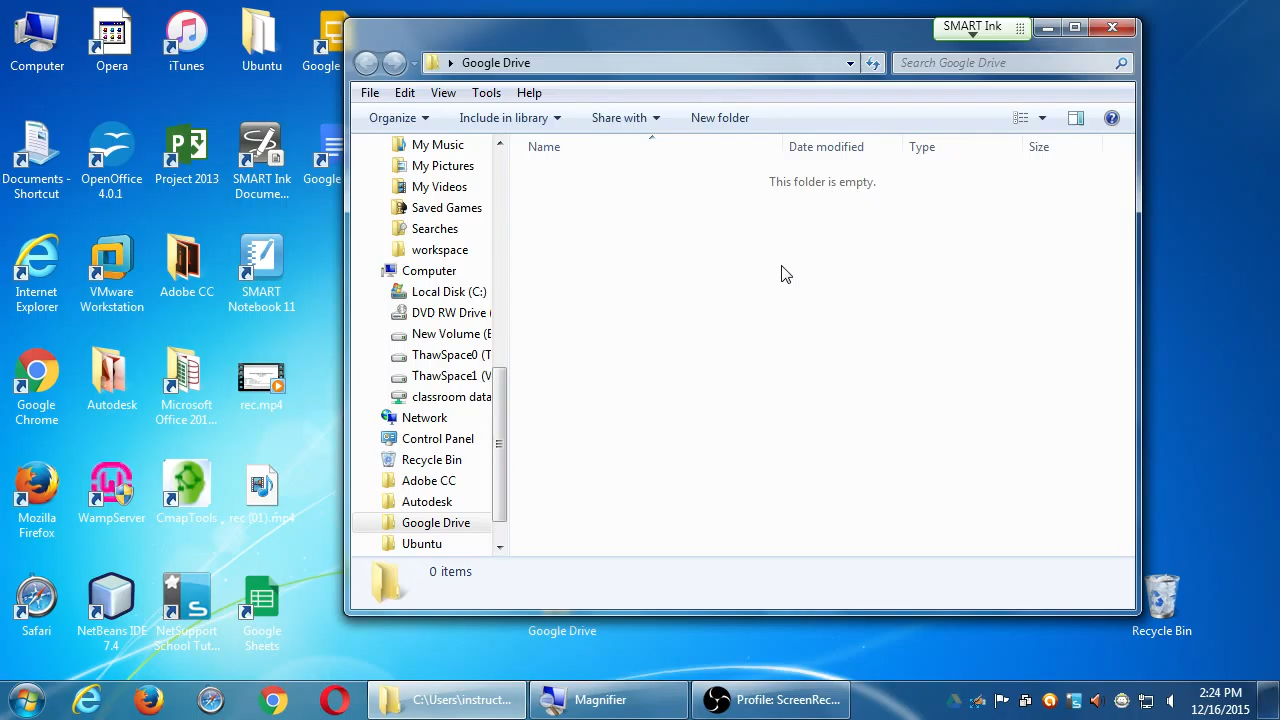 Computer
Opera
iTunes
Ubuntu
Google
Documents -
Shortcut
OpenOffice
4.0.1
Project 2013
SMART Ink
Docume...
Google
Internet
Explorer
VMware
Workstation
Adobe CC
SMART
Notebook 11
Google
Chrome
Autodesk
Microsoft
Office 201...
rec.mp4
Mozilla
Firefox
WampServer
CmapTools
rec (01).mp4
Safari
NetBeans IDE
7.4
NetSupport
School Tut...
Google
Sheets
SMART Ink
Google Drive
Search Google Drive
File Edit View Tools Help
Organize Include in library Share with New folder
Name Date modified Type Size
This folder is empty.
My Music
My Pictures
My Videos
Saved Games
Searches
workspace
Computer
Local Disk (C:)
DVD RW Drive (
New Volume (E
ThawSpace0 (T
ThawSpace1 (V
classroom data
Network
Control Panel
Recycle Bin
Adobe CC
Autodesk
Google Drive
Ubuntu
0 items
Google Drive
Recycle Bin
C:\Users\instruct...
Magnifier
Profile: ScreenRec...
2:24 PM
12/16/2015